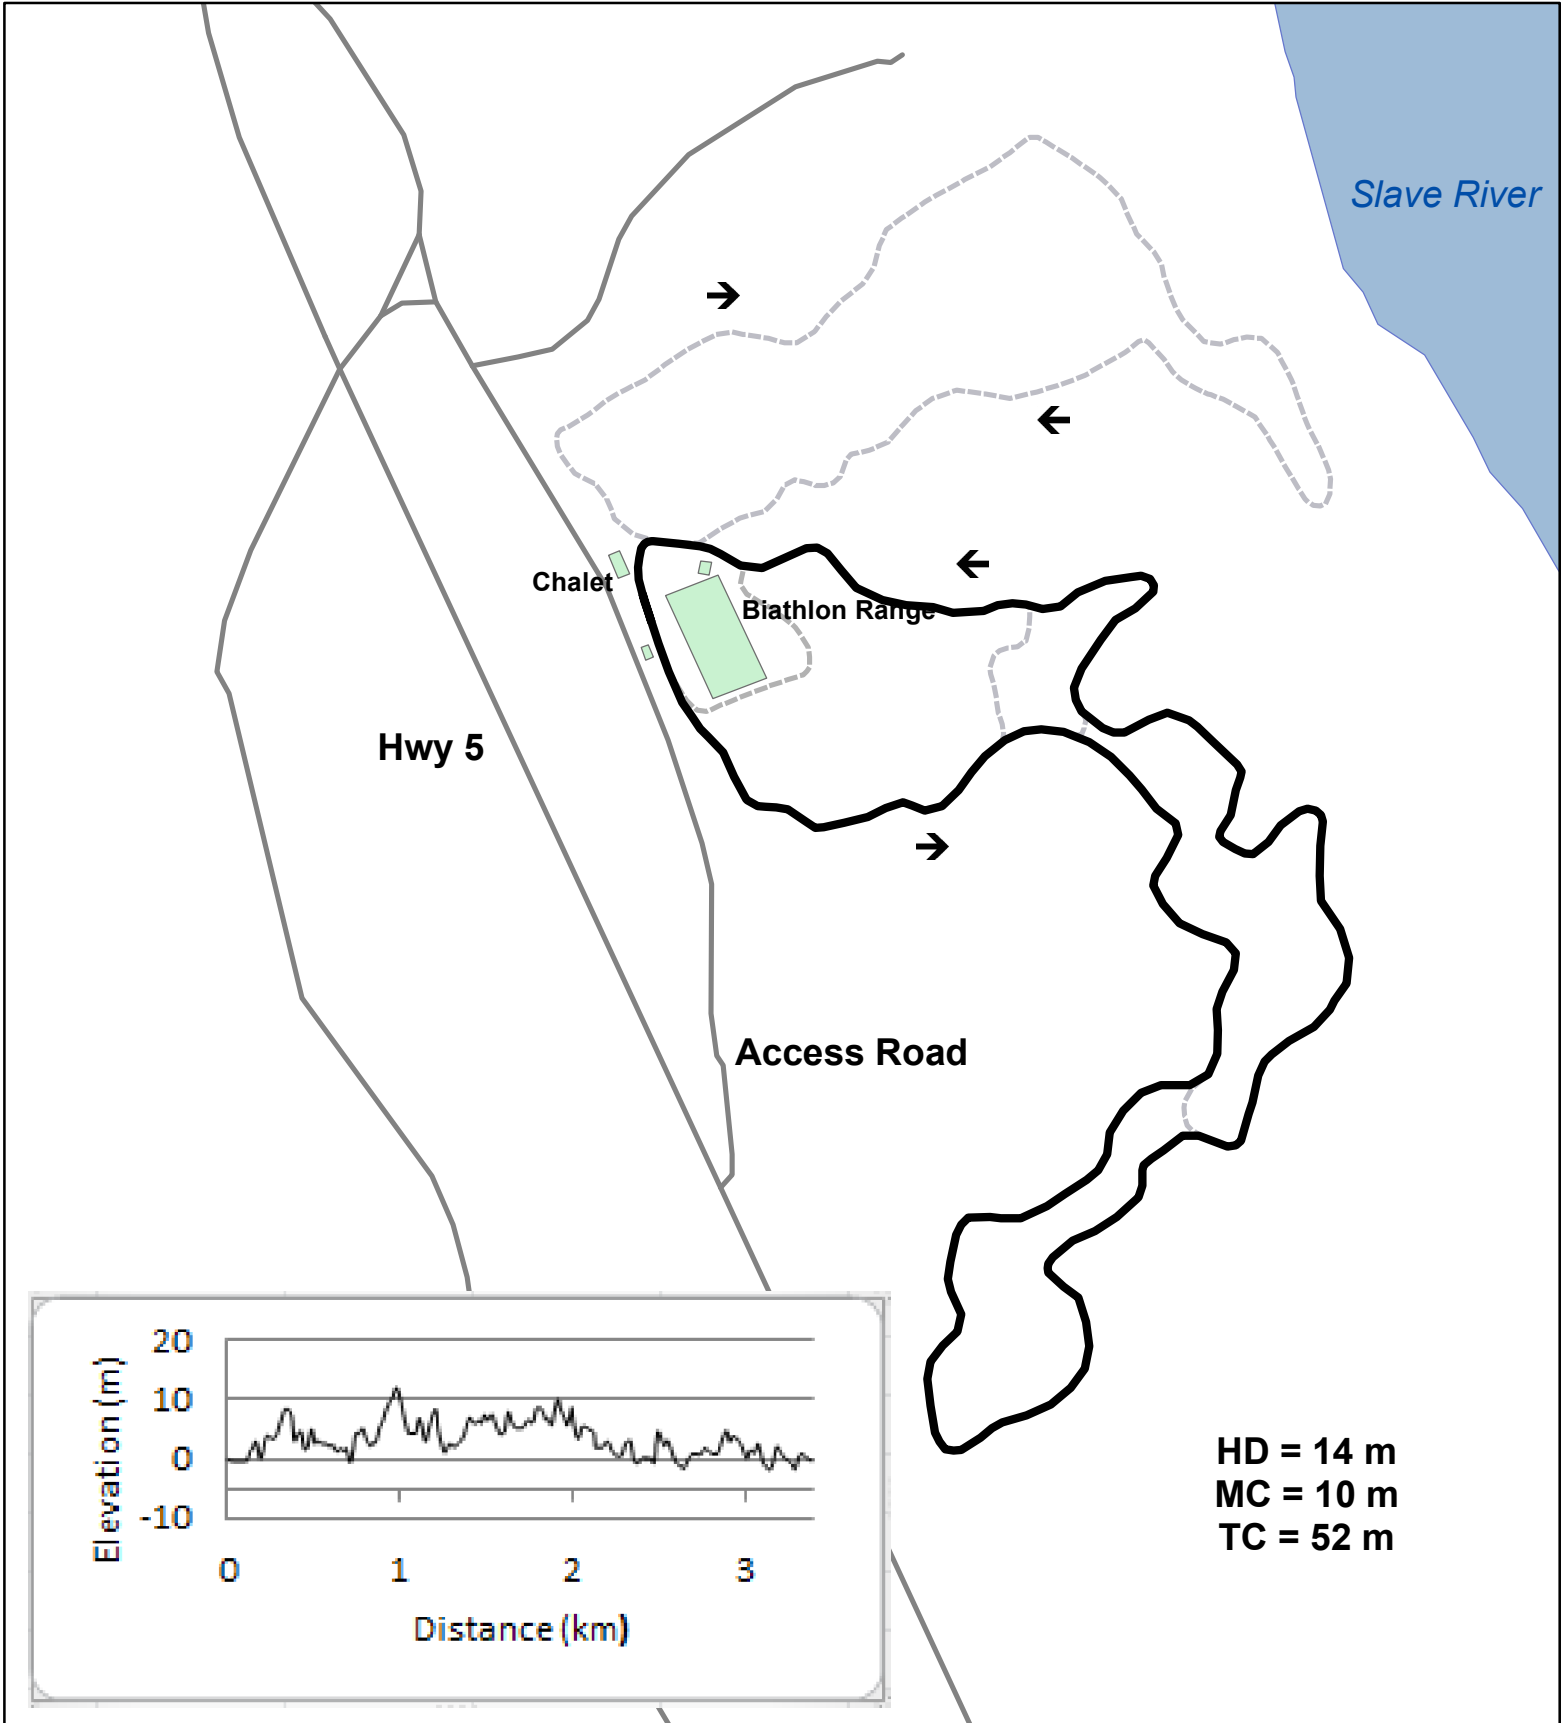 Slave River
Chalet
Biathlon Range
Hwy 5
Access Road
20
10
0
-10
Elevation (m)
0 1 2 3
Distance (km)
HD = 14 m
MC = 10 m
TC = 52 m